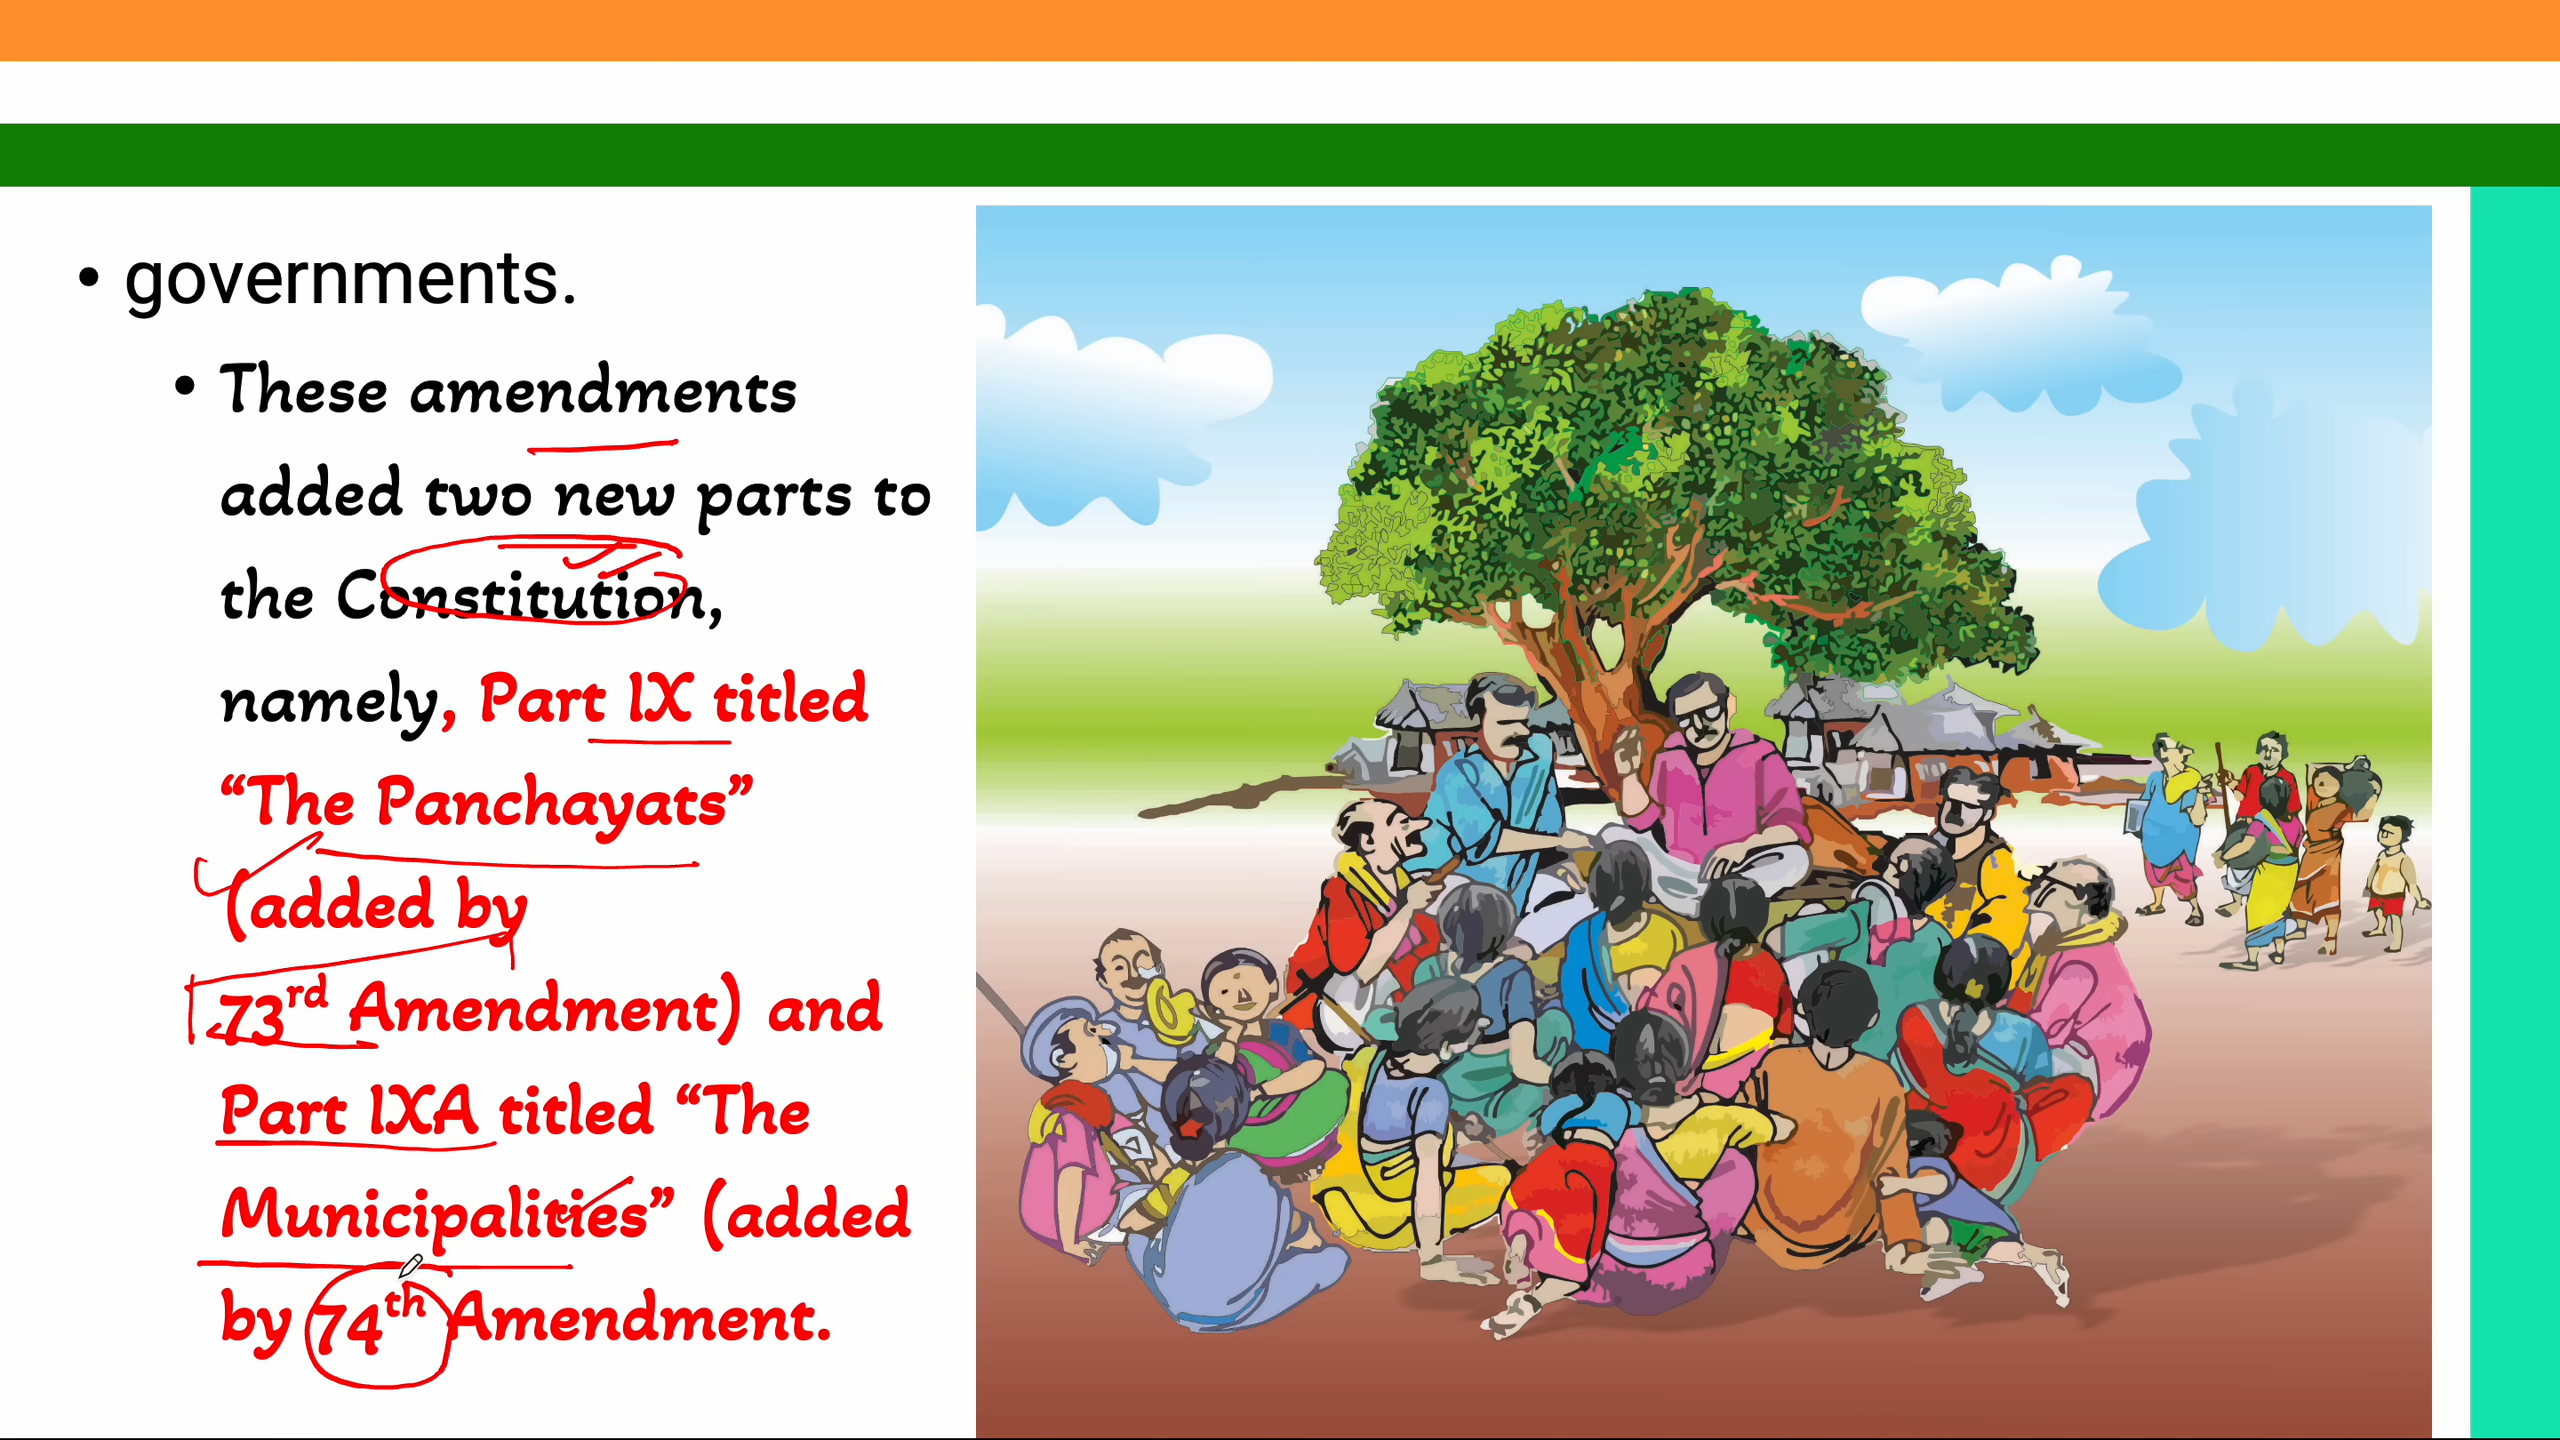 • governments.
• These amendments
added two new parts to
the Constitution,
namely, Part IX titled
“The Panchayats”
(added by
73rd Amendment) and
Part IXA titled “The
Municipalities” (added
by 74th Amendment.